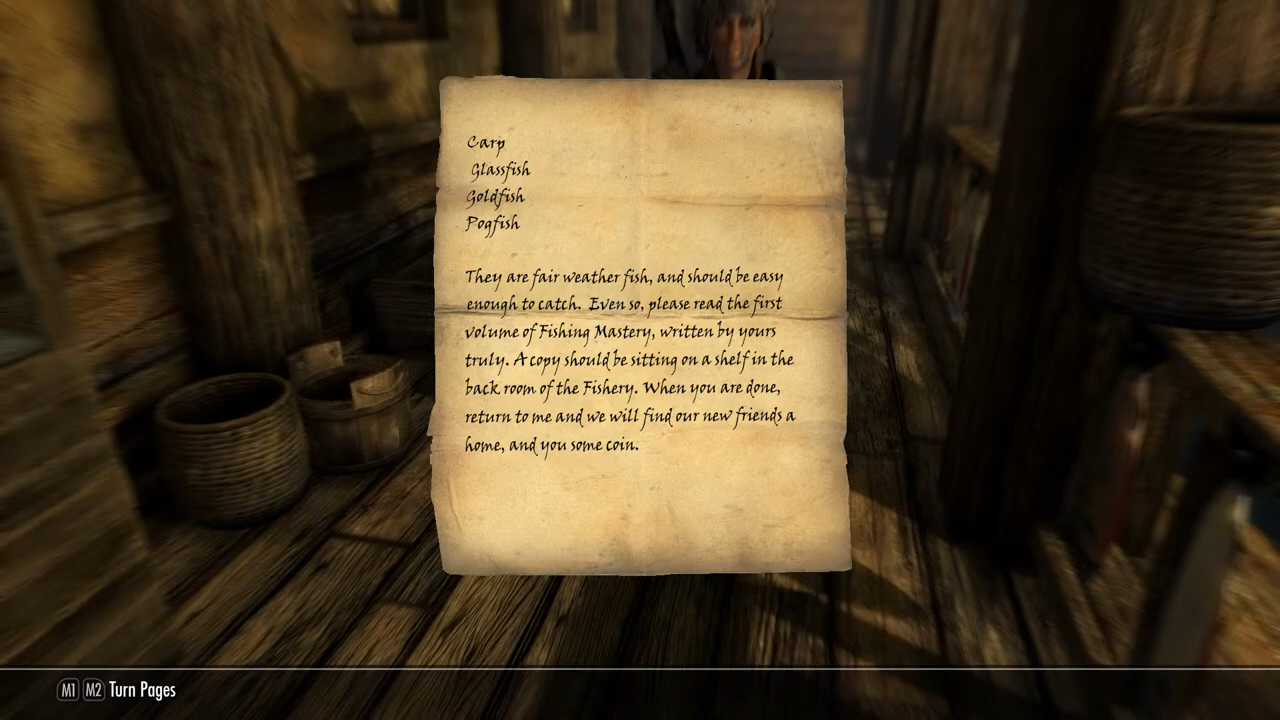 Carp
Glassfish
Goldfish
Pogfish
They are fair weather fish, and should be easy
enough to catch. Even so, please read the first
volume of Fishing Mastery, written by yours
truly. A copy should be sitting on a shelf in the
back room of the Fishery. When you are done,
return to me and we will find our new friends a
home, and you some coin.
M1 M2 Turn Pages